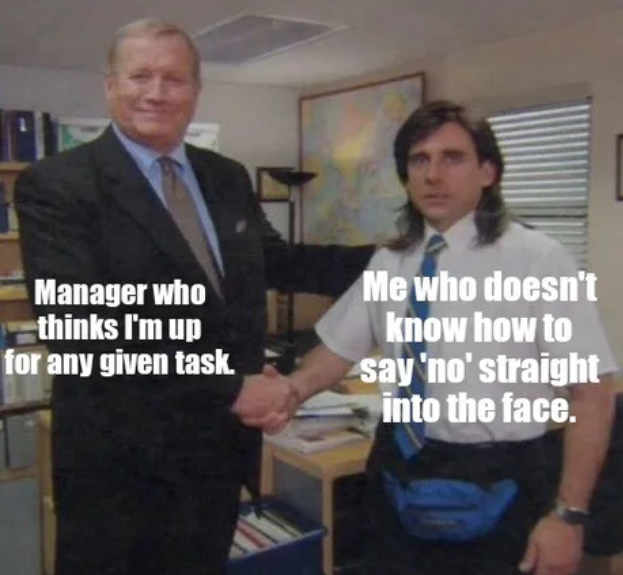 Manager who
thinks I'm up
for any given task.
Me who doesn't
know how to
say 'no' straight
into the face.